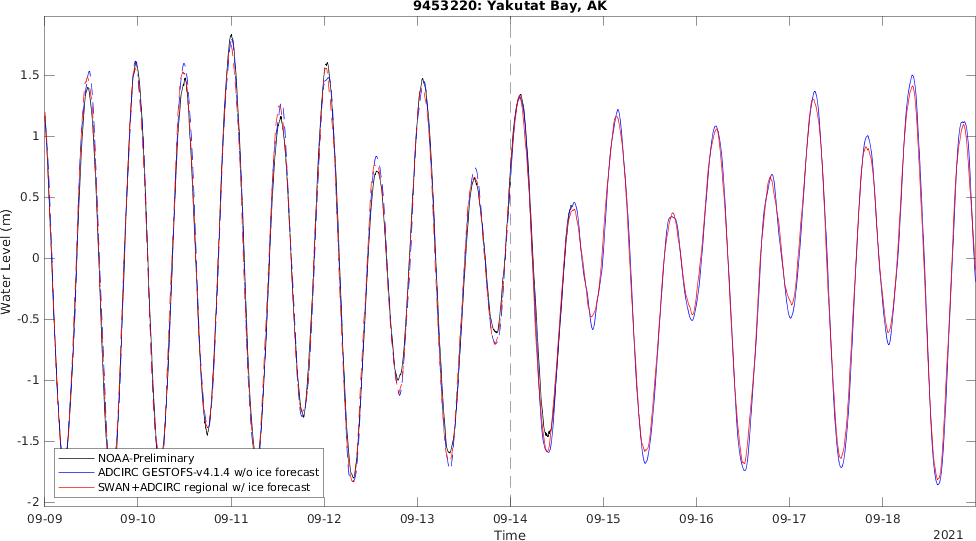 9453220: Yakutat Bay, AK
Water Level (m)
1.5
1
0.5
0
-0.5
-1
-1.5
-2
NOAA-Preliminary
ADCIRC GESTOFS-v4.1.4 w/o ice forecast
SWAN+ADCIRC regional w/ ice forecast
09-09 09-10 09-11 09-12 09-13 09-14 09-15 09-16 09-17 09-18
Time
2021